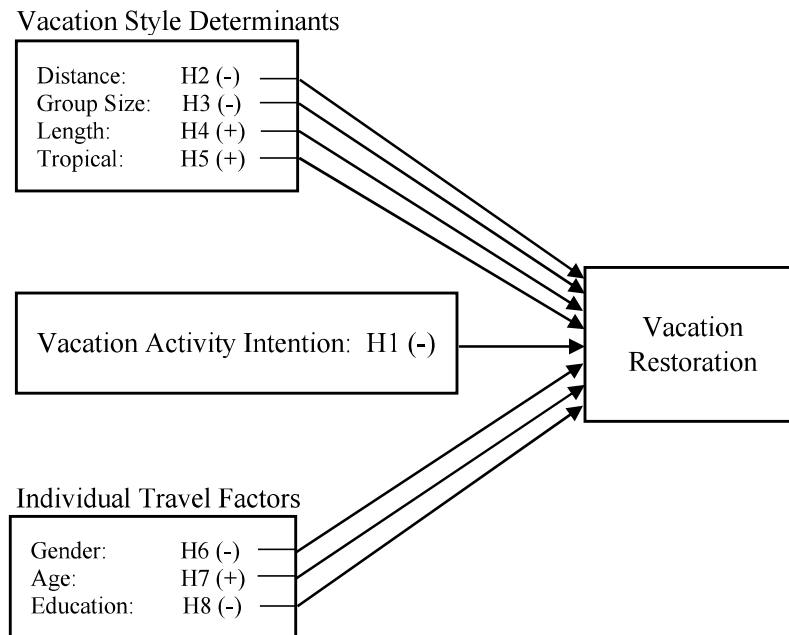 Vacation Style Determinants
Distance: H2 (-)
Group Size: H3 (-)
Length: H4 (+)
Tropical: H5 (+)
Vacation Activity Intention: H1 (-)
Vacation
Restoration
Individual Travel Factors
Gender: H6 (-)
Age: H7 (+)
Education: H8 (-)